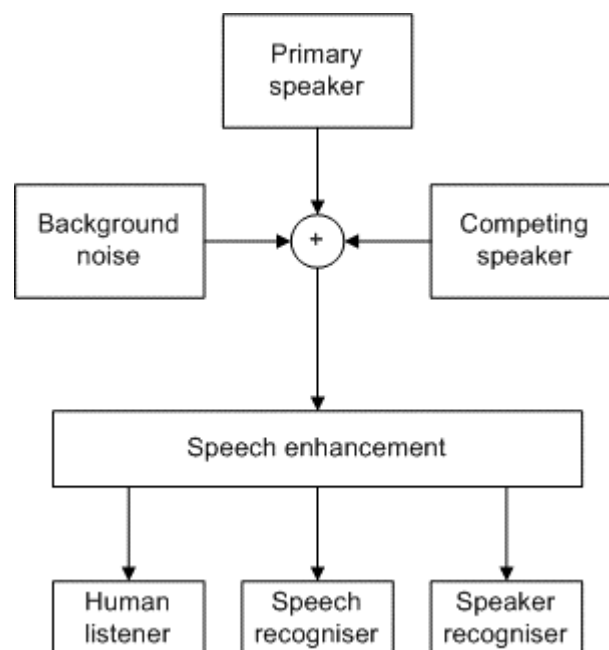 Primary
speaker
Background
noise
+
Competing
speaker
Speech enhancement
Human
listener
Speech
recogniser
Speaker
recogniser